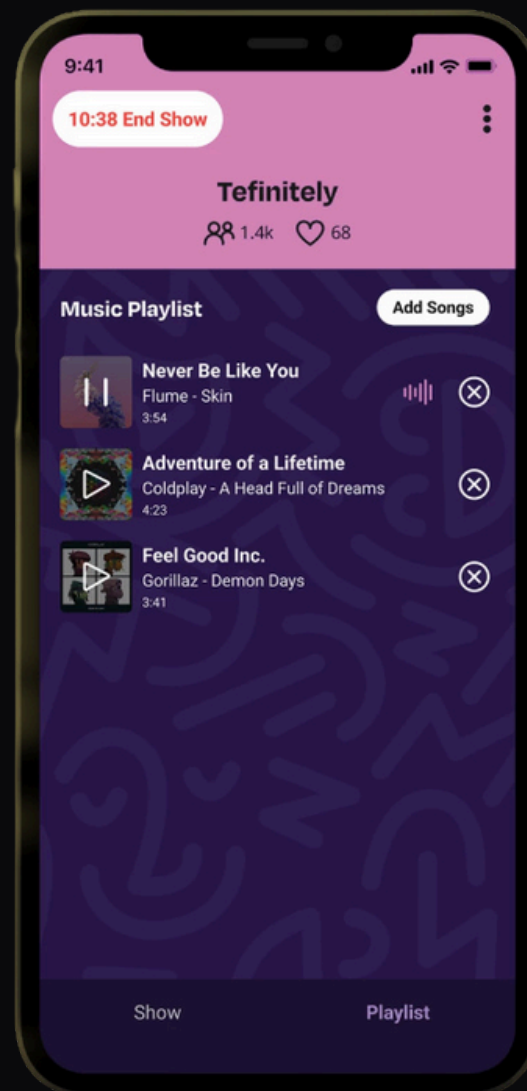 9:41
10:38 End Show
Tefinitely
1.4k 68
Music Playlist
Add Songs
Never Be Like You
Flume - Skin
3:54
Adventure of a Lifetime
Coldplay - A Head Full of Dreams
4:23
Feel Good Inc.
Gorillaz - Demon Days
3:41
Show
Playlist